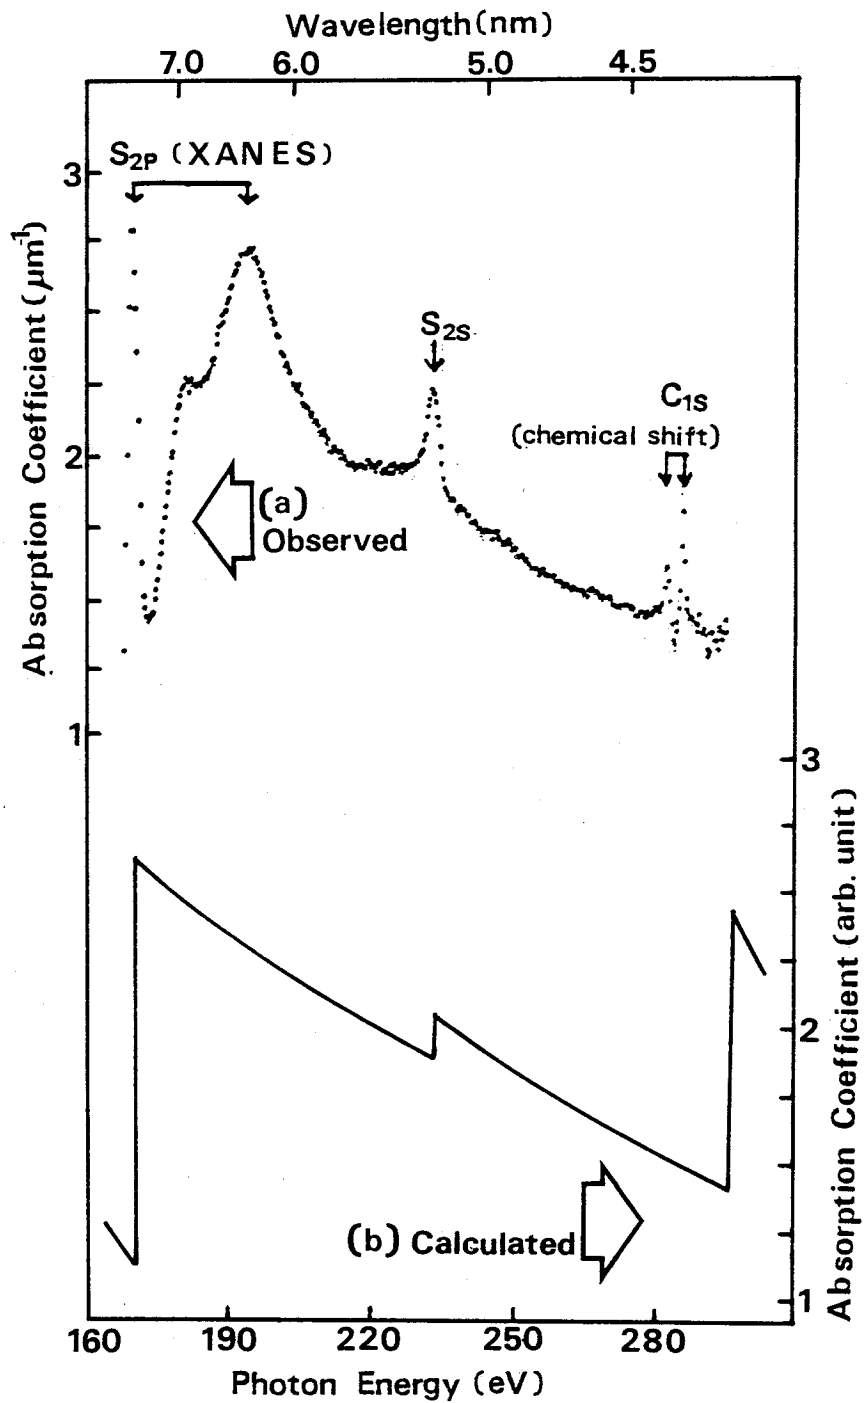 Wavelength(nm)
7.0 6.0 5.0 4.5
S2P (XANES)
3
Absorption Coefficient (μm-1)
S2S
C1S
(chemical shift)
2
(a)
Observed
1
3
Absorption Coefficient (arb. unit)
2
(b) Calculated
1
160 190 220 250 280
Photon Energy (eV)